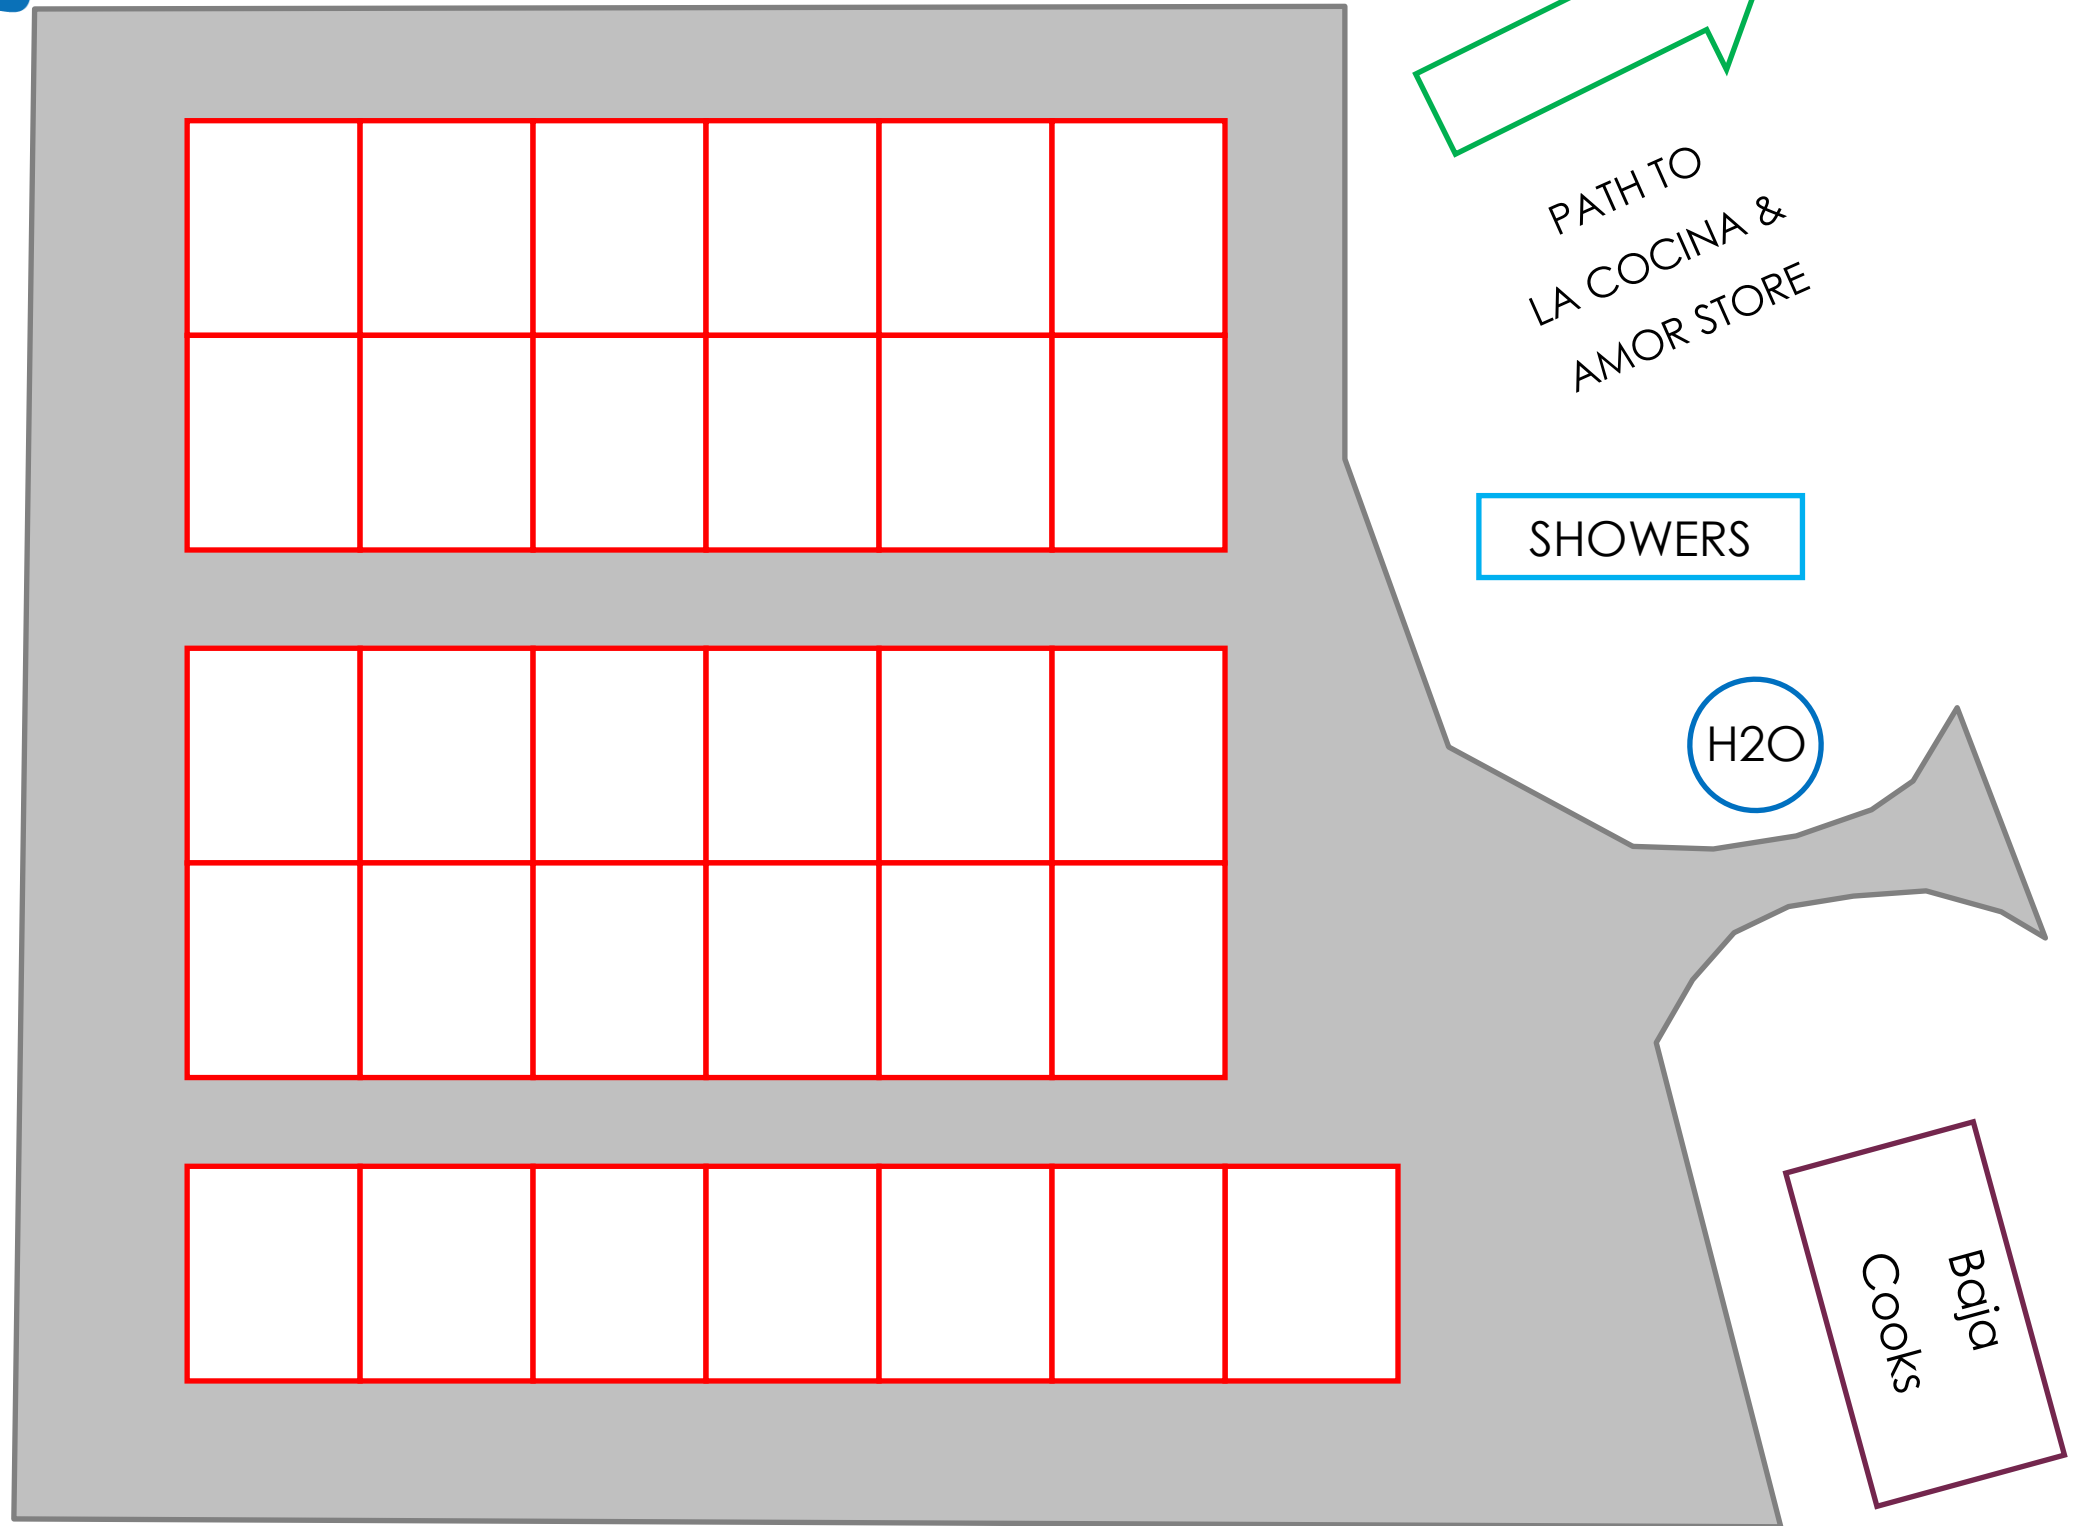 PATH TO
LA COCINA &
AMOR STORE
SHOWERS
H2O
Baja
Cooks